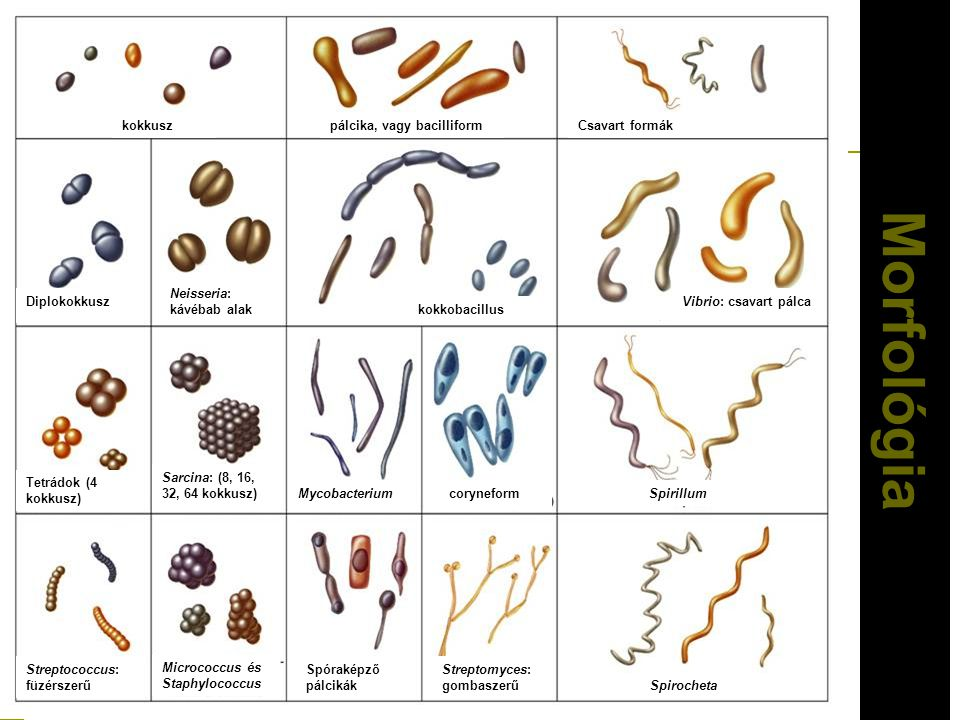 kokkusz
pálcika, vagy bacilliform
Csavart formák
Diplokokkusz
Neisseria:
kávébab alak
kokkobacillus
Vibrio: csavart pálca
Tetrádok (4
kokkusz)
Sarcina: (8, 16,
32, 64 kokkusz)
Mycobacterium
coryneform
Spirillum
Streptococcus:
füzérszerű
Micrococcus és
Staphylococcus
Spóraképző
pálcikák
Streptomyces:
gombaszerű
Spirocheta
Morfológia